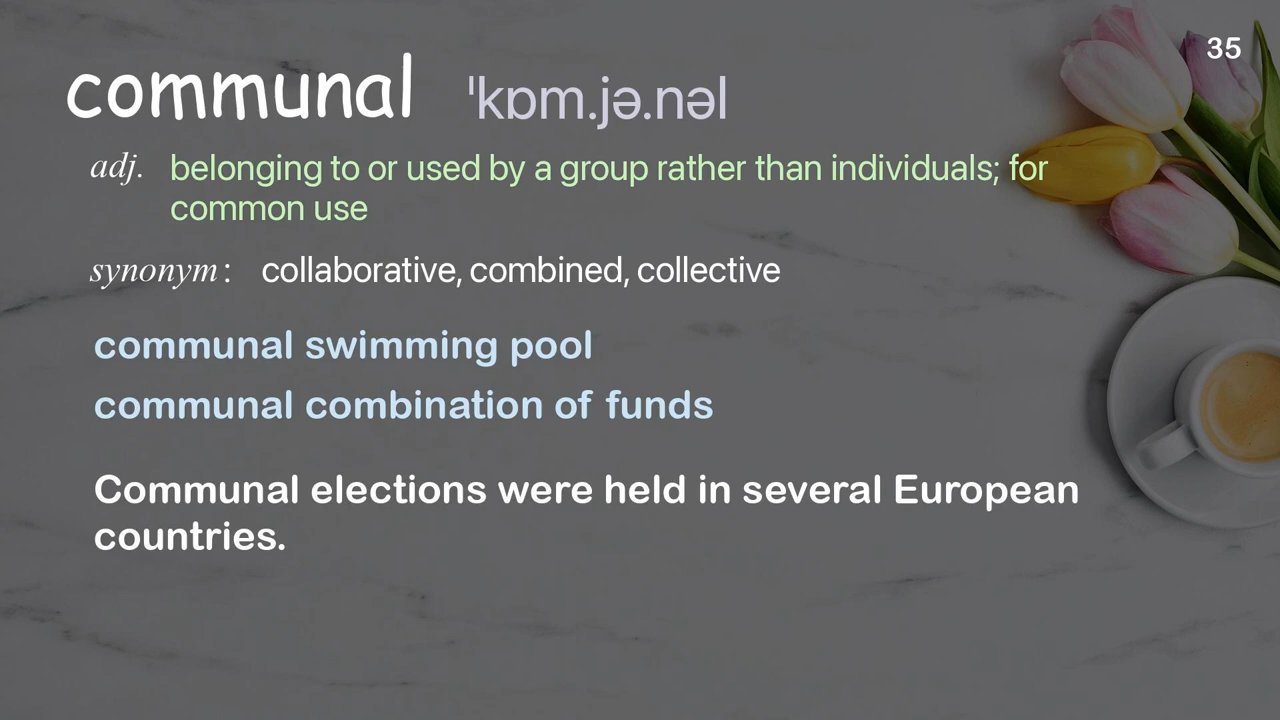 35
communal ˈkɒm.jə.nəl
adj. belonging to or used by a group rather than individuals; for
common use
synonym: collaborative, combined, collective
communal swimming pool
communal combination of funds
Communal elections were held in several European
countries.